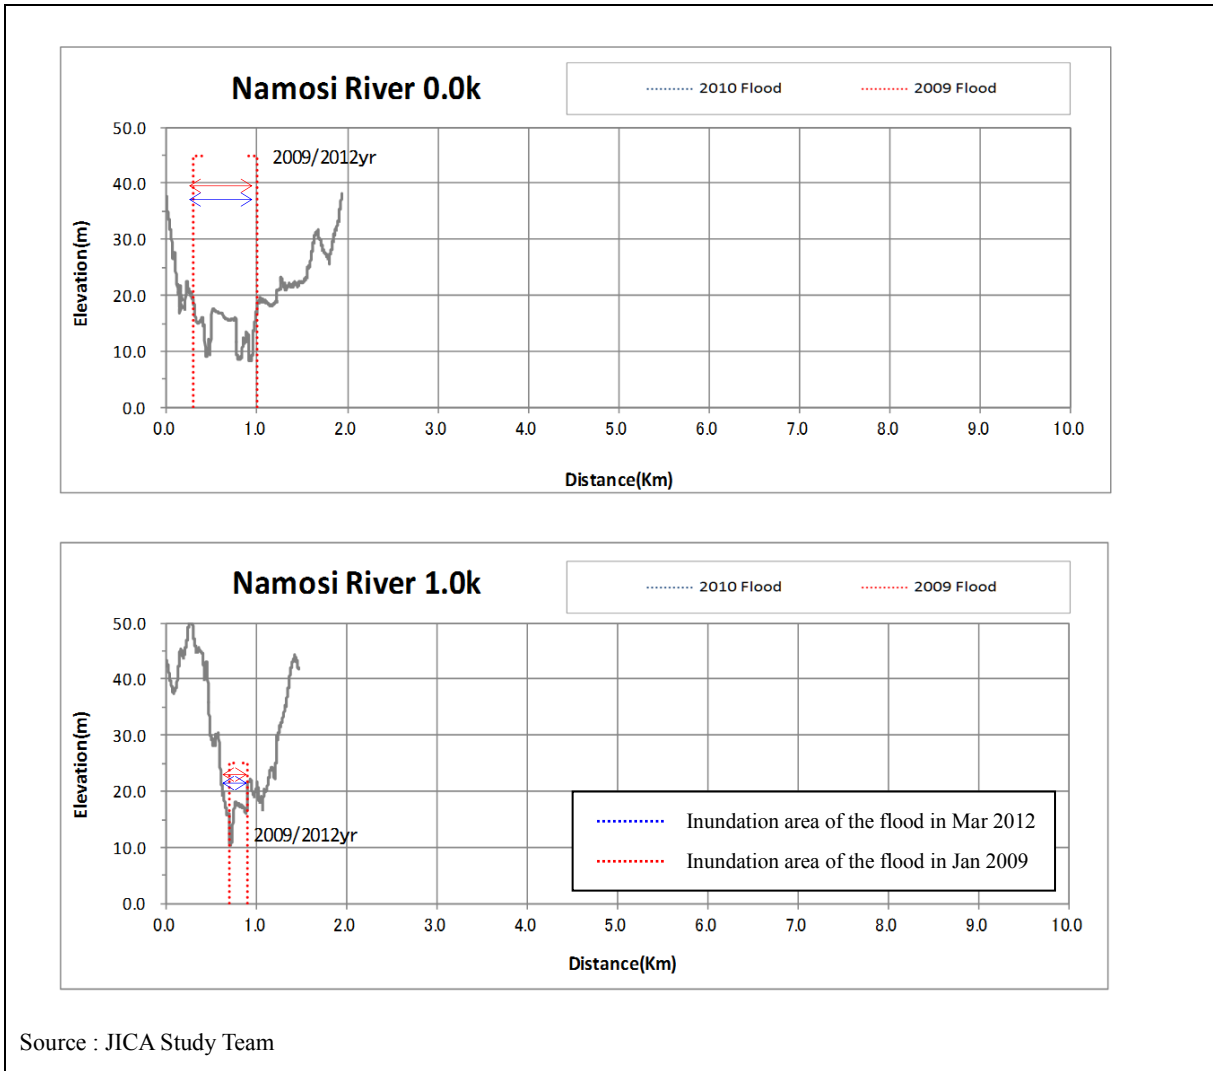 Namosi River 0.0k
2010 Flood
2009 Flood
2009/2012yr
50.0
40.0
30.0
20.0
10.0
0.0
Elevation(m)
0.0 1.0 2.0 3.0 4.0 5.0 6.0 7.0 8.0 9.0 10.0
Distance(Km)
Namosi River 1.0k
2010 Flood
2009 Flood
50.0
40.0
30.0
20.0
10.0
0.0
Elevation(m)
2009/2012yr
Inundation area of the flood in Mar 2012
Inundation area of the flood in Jan 2009
0.0 1.0 2.0 3.0 4.0 5.0 6.0 7.0 8.0 9.0 10.0
Distance(Km)
Source : JICA Study Team